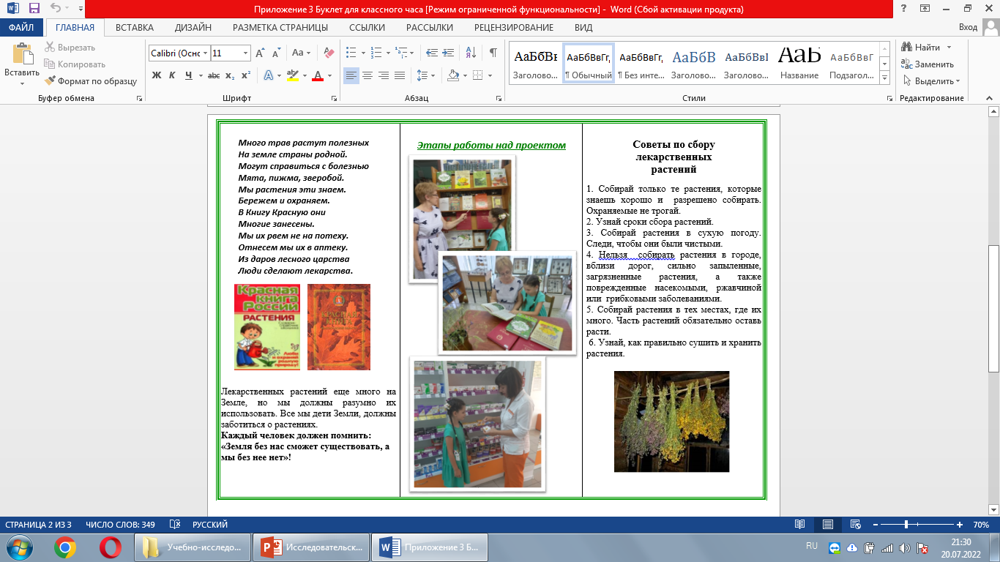 Приложение 3 Буклет для классного часа [Режим ограниченной функциональности] - Word (Сбой активации продукта)
ФАЙЛ ГЛАВНАЯ ВСТАВКА ДИЗАЙН РАЗМЕТКА СТРАНИЦЫ ССЫЛКИ РАССЫЛКИ РЕЦЕНЗИРОВАНИЕ ВИД Вход
Вставить
Вырезать
Копировать
Формат по образцу
Буфер обмена
Calibri (Оснс 11
Ж К Ч abc x₂ x²
Шрифт
Абзац
АаБбВı Заголово...
АаБбВвГг, ¶ Обычный
АаБбВвГг, ¶ Без инте...
АаБбВ Заголово...
АаБбВвІ Заголово...
АаБ Название
АаБбВвГ Подзагол...
Стили
Найти
Заменить
Выделить
Редактирование
Много трав растут полезных
На земле страны родной.
Могут справиться с болезнью
Мята, пижма, зверобой.
Мы растения эти знаем.
Бережем и охраняем.
В Книгу Красную они
Многие занесены.
Мы их рвем не на потеху.
Отнесем мы их в аптеку.
Из даров лесного царства
Люди сделают лекарства.
Красная
книга
России
РАСТЕНИЯ
КРАСНАЯ
КНИГА
Лекарственных растений еще много на
Земле, но мы должны разумно их
использовать. Все мы дети Земли, должны
заботиться о растениях.
Каждый человек должен помнить:
«Земля без нас сможет существовать, а
мы без нее нет»!
Этапы работы над проектом
Советы по сбору
лекарственных
растений
1. Собирай только те растения, которые
знаешь хорошо и разрешено собирать.
Охраняемые не трогай.
2. Узнай сроки сбора растений.
3. Собирай растения в сухую погоду.
Следи, чтобы они были чистыми.
4. Нельзя собирать растения в городе,
вблизи дорог, сильно запыленные,
загрязненные растения, а также
поврежденные насекомыми, ржавчиной
или грибковыми заболеваниями.
5. Собирай растения в тех местах, где их
много. Часть растений обязательно оставь
расти.
6. Узнай, как правильно сушить и хранить
растения.
СТРАНИЦА 2 ИЗ 3 ЧИСЛО СЛОВ: 349 РУССКИЙ 70%
Учебно-исследо... Исследовательск... Приложение 3 Б... RU 21:30
20.07.2022